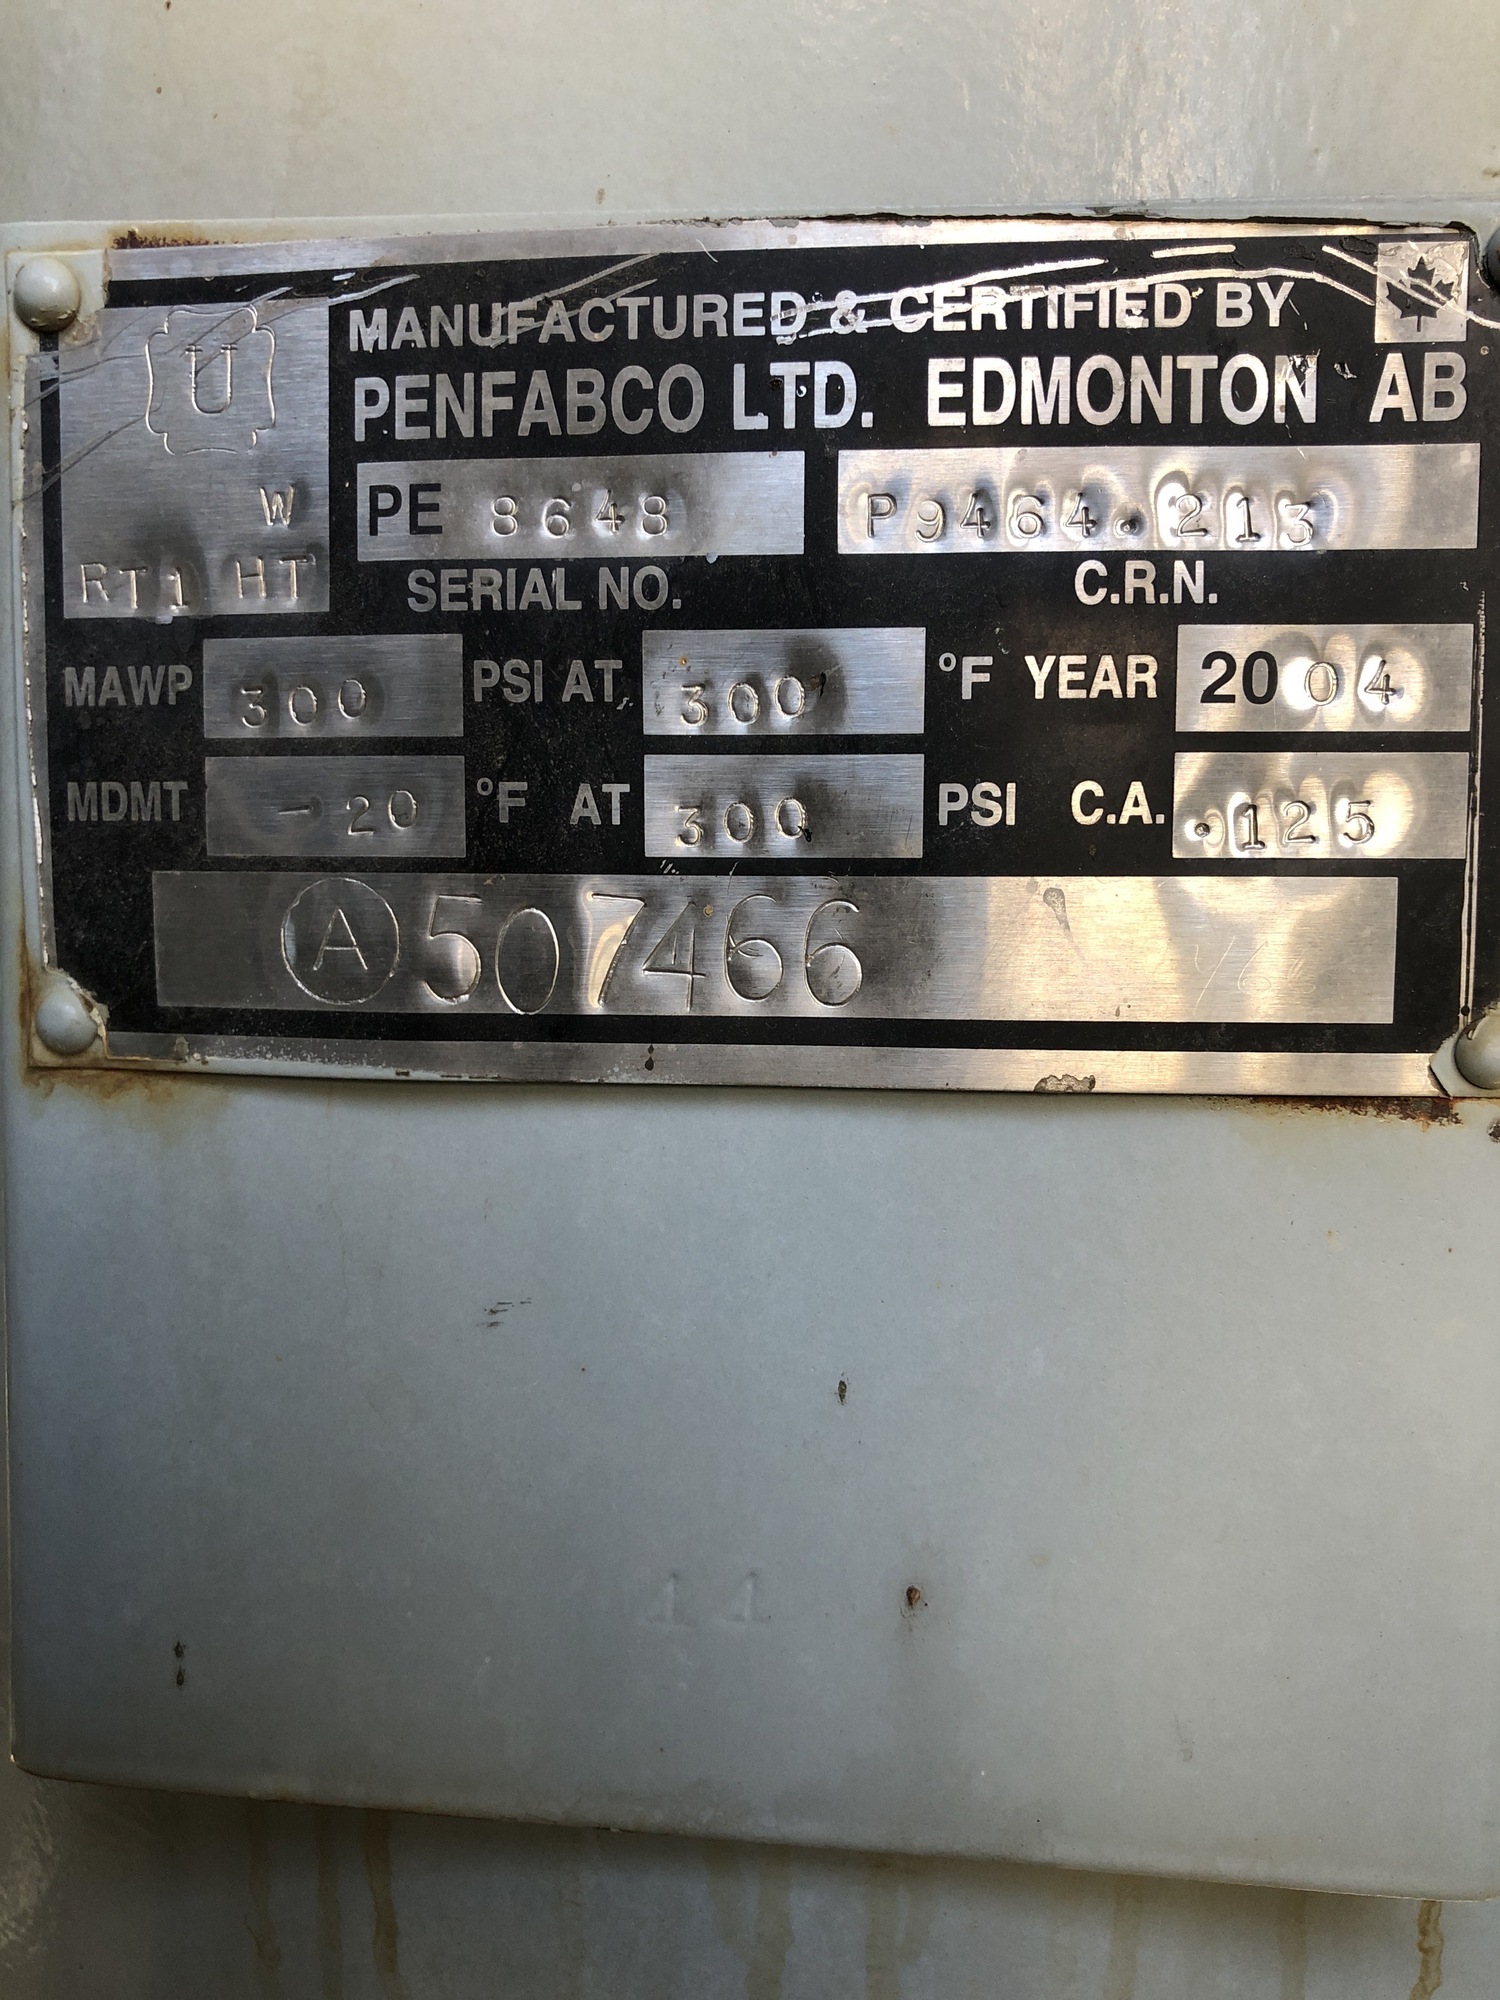 U
W
RT1 HT
MANUFACTURED & CERTIFIED BY
PENFABCO LTD. EDMONTON AB
PE 8648 P9464.213
SERIAL NO. C.R.N.
MAWP 300 PSI AT 300 °F YEAR 2004
MDMT -20 °F AT 300 PSI C.A. .125
A 507466
11